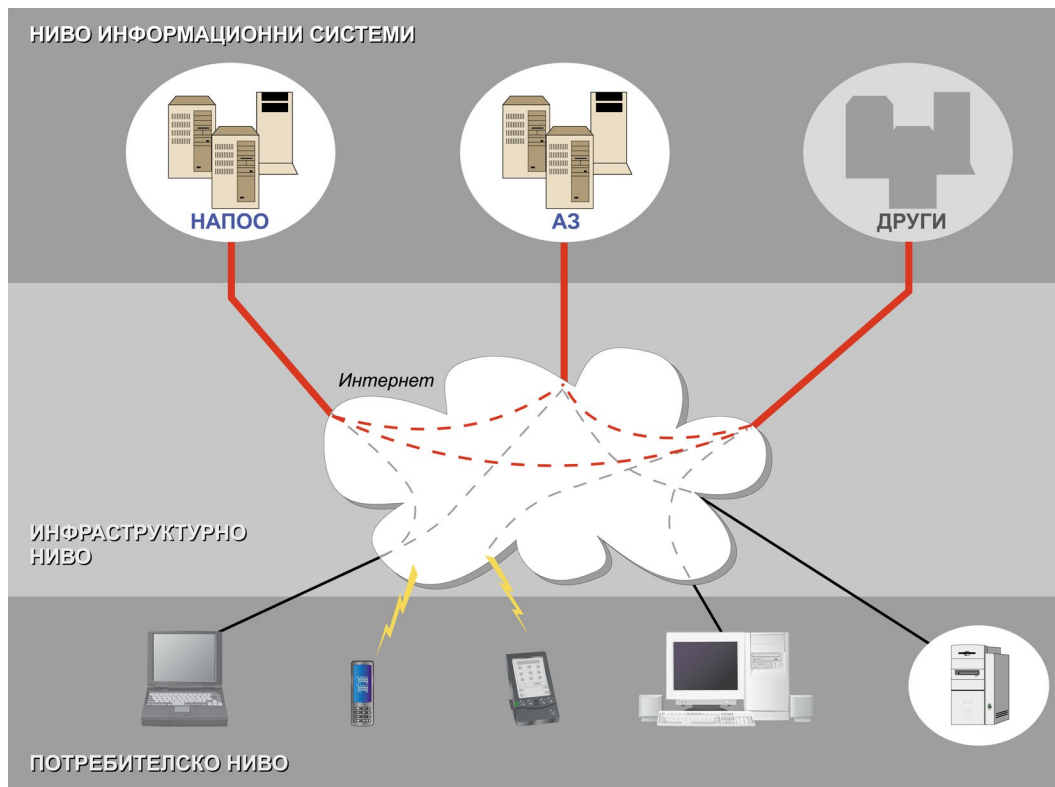 НИВО ИНФОРМАЦИОННИ СИСТЕМИ
НАПОО
АЗ
ДРУГИ
Интернет
ИНФРАСТРУКТУРНО
НИВО
ПОТРЕБИТЕЛСКО НИВО